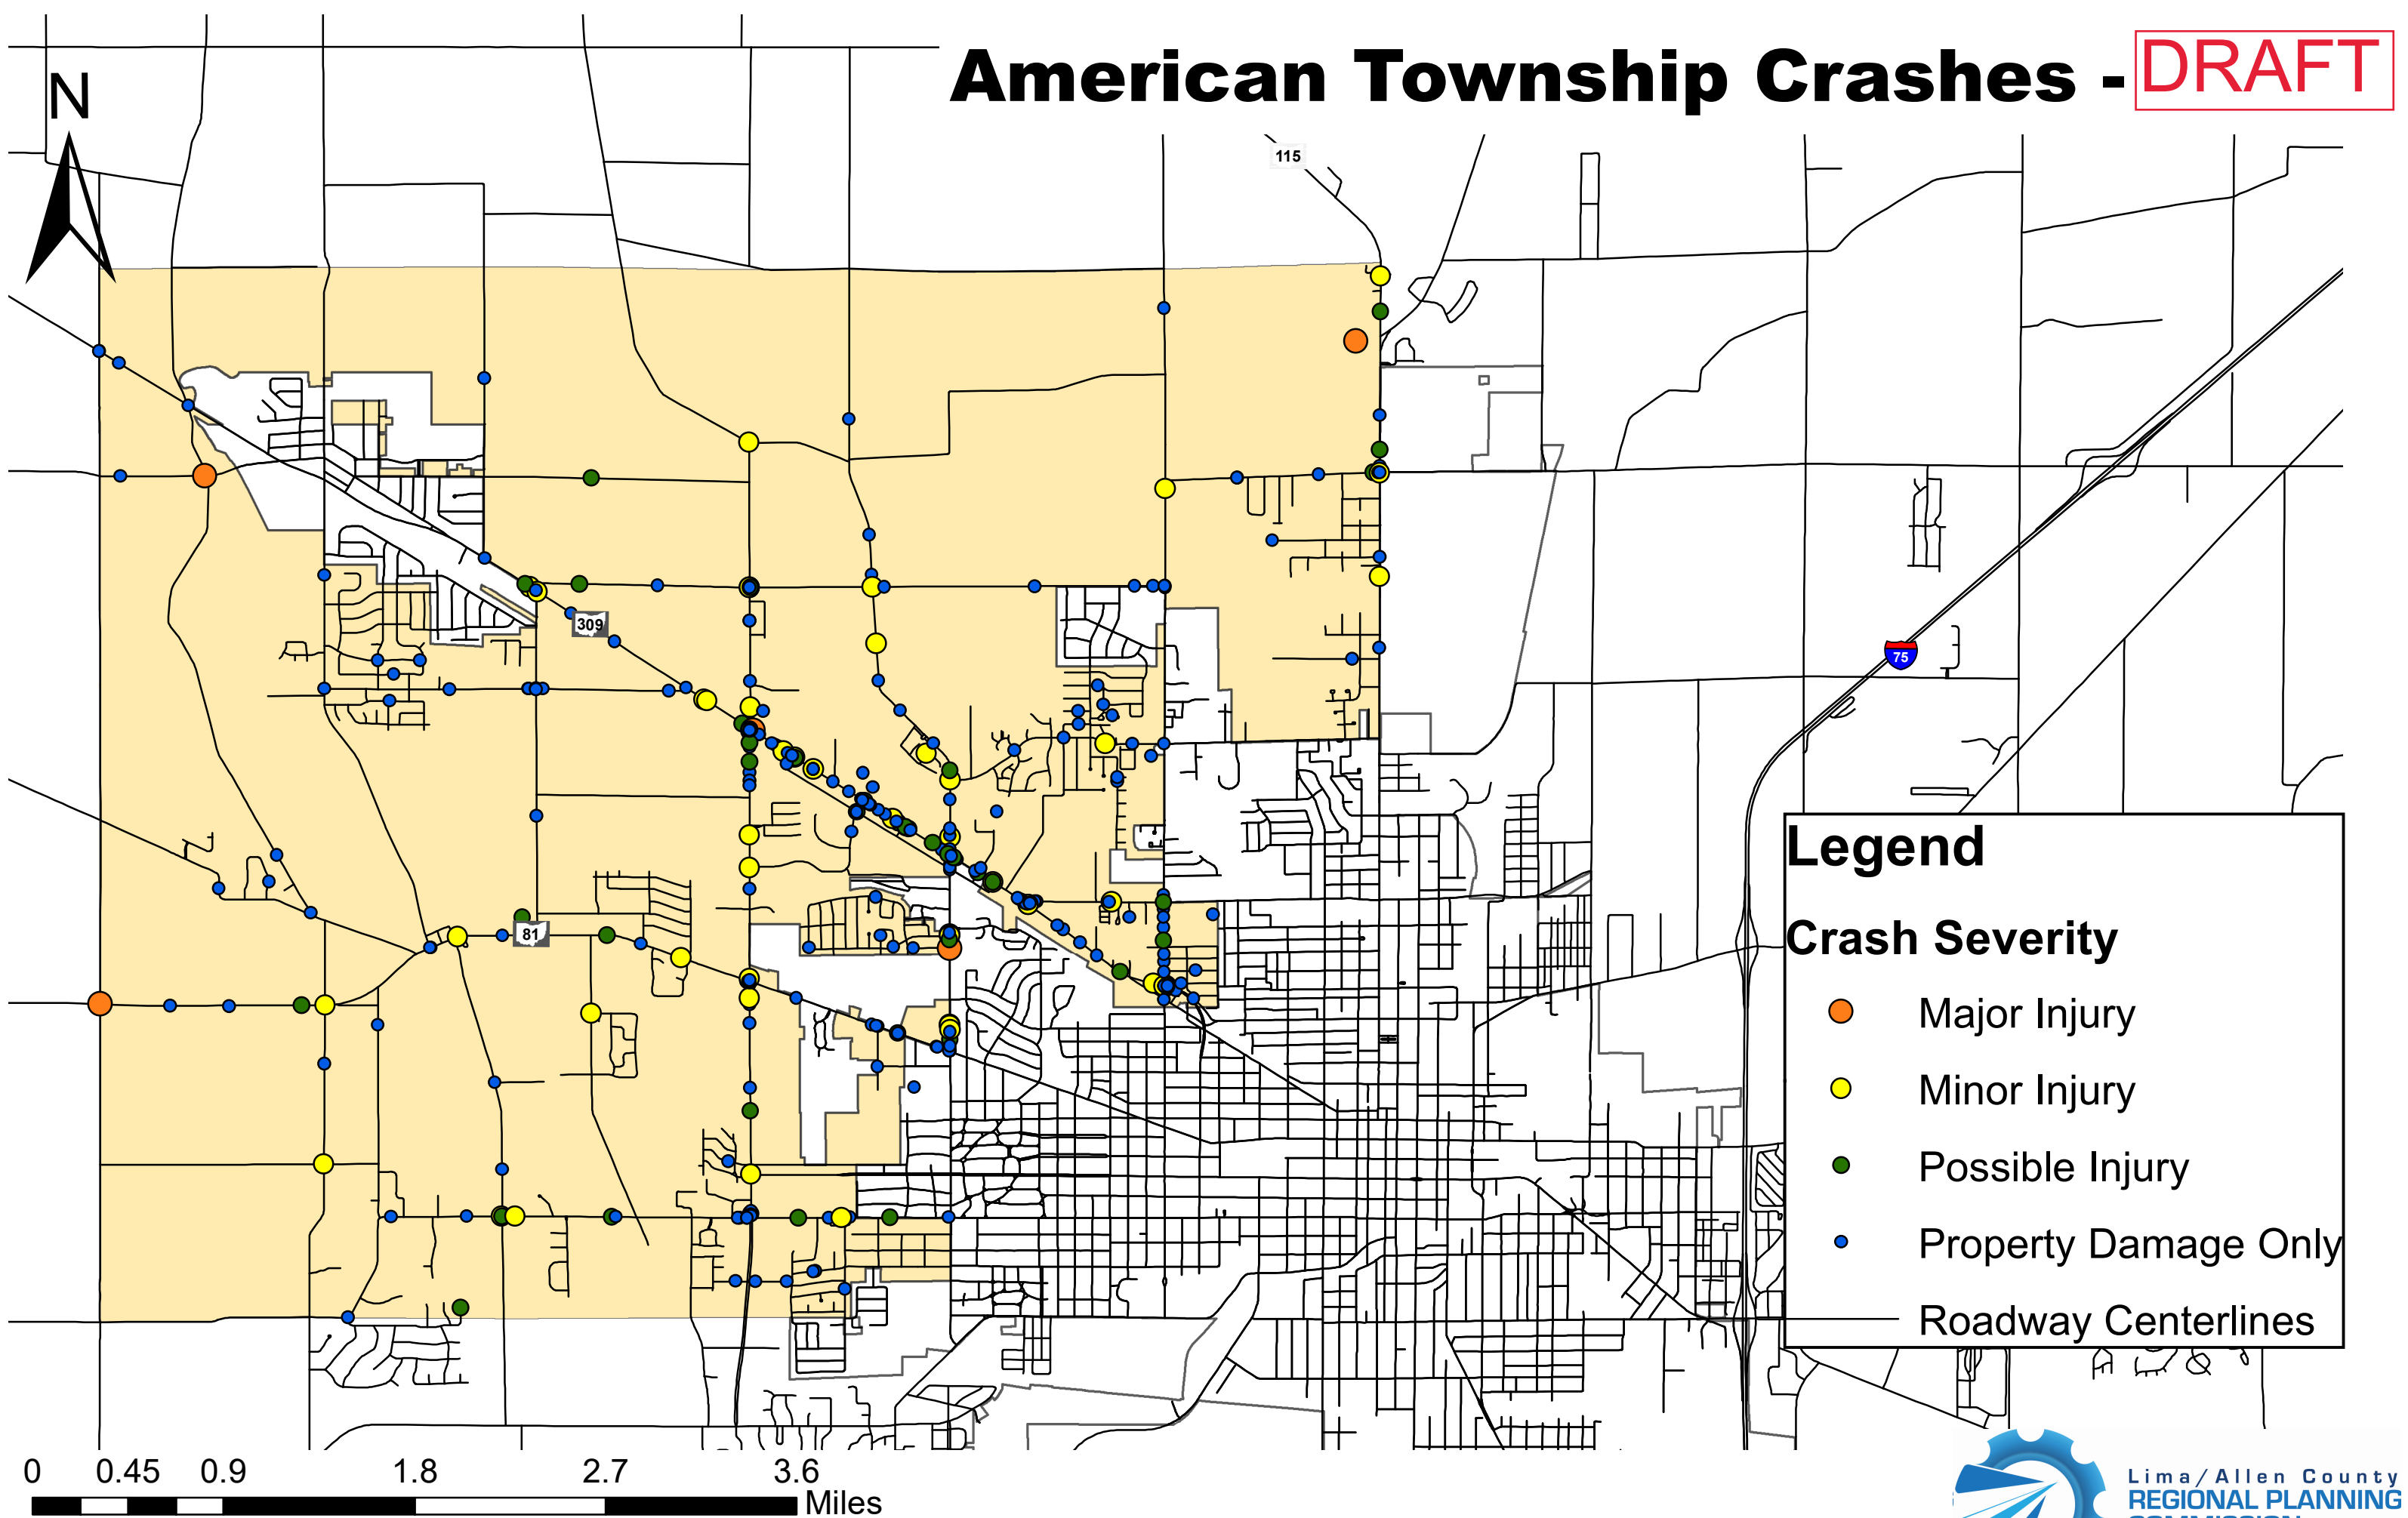 American Township Crashes - DRAFT
N
115
309
75
81
Legend
Crash Severity
Major Injury
Minor Injury
Possible Injury
Property Damage Only
Roadway Centerlines
0 0.45 0.9 1.8 2.7 3.6
Miles
Lima/Allen County
REGIONAL PLANNING